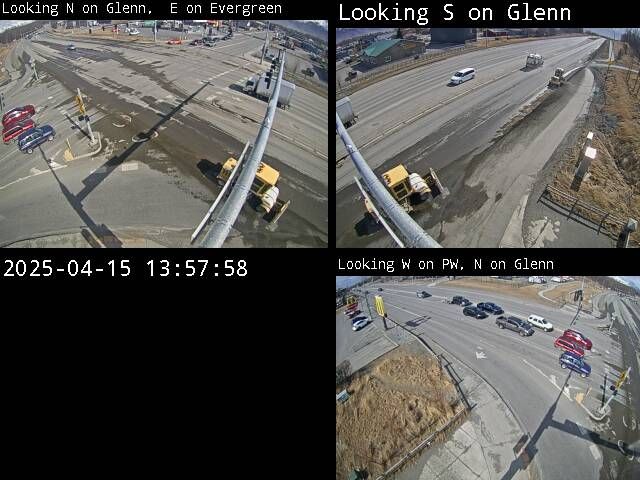 Looking N on Glenn,  E on Evergreen
Looking S on Glenn
2025-04-15 13:57:58
Looking W on PW, N on Glenn